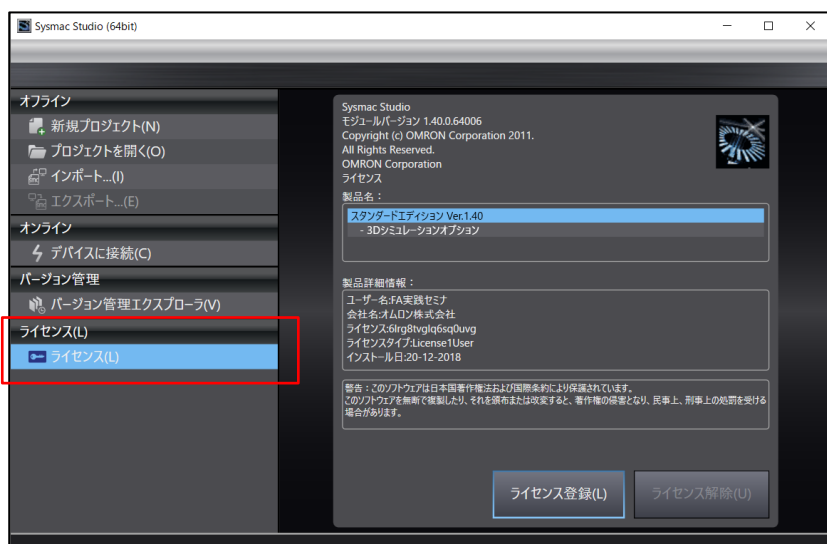 Sysmac Studio (64bit)
オフライン
新規プロジェクト(N)
プロジェクトを開く(O)
インポート...(I)
エクスポート...(E)
オンライン
デバイスに接続(C)
バージョン管理
バージョン管理エクスプローラ(V)
ライセンス(L)
ライセンス(L)
Sysmac Studio
モジュールバージョン 1.40.0.64006
Copyright (c) OMRON Corporation 2011.
All Rights Reserved.
OMRON Corporation
ライセンス
製品名：
スタンダードエディション Ver.1.40
- 3Dシミュレーションオプション
製品詳細情報：
ユーザー名:FA実践セミナ
会社名:オムロン株式会社
ライセンス:6lrg8tvglq6sq0uvg
ライセンスタイプ:License1User
インストール日:20-12-2018
警告：このソフトウェアは日本国著作権法および国際条約により保護されています。
このソフトウェアを無断で複製したり、それを頒布または改変すると、著作権の侵害となり、民事上、刑事上の処罰を受ける
場合があります。
ライセンス登録(L)
ライセンス解除(U)